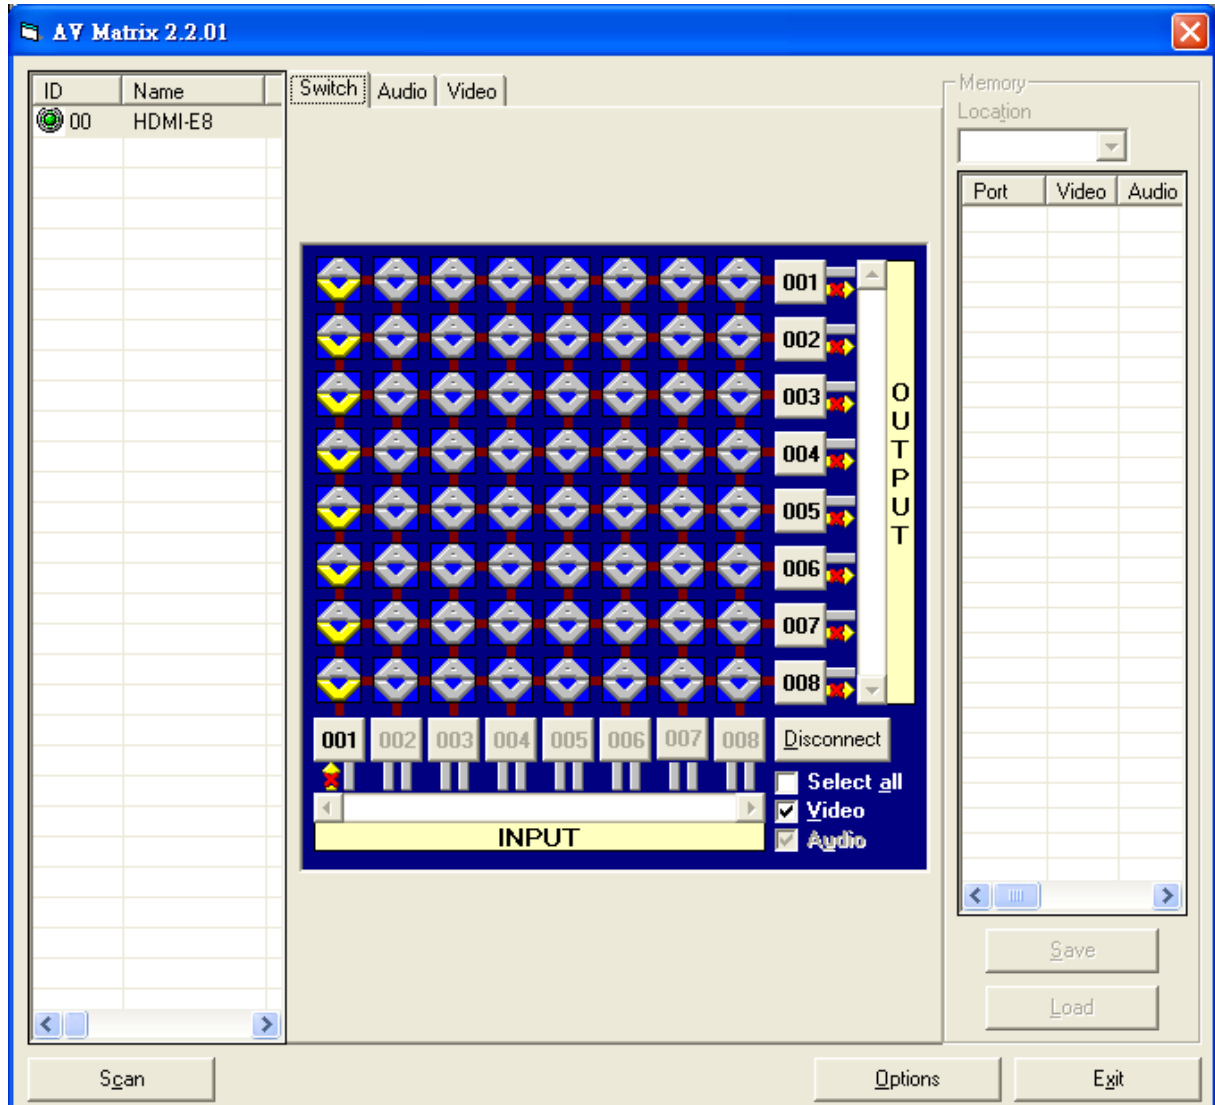 AV Matrix 2.2.01
ID Name
00 HDMI-E8
Switch Audio Video
Memory
Location
Port Video Audio
001
002
003
004
005
006
007
008
OUTPUT
001 002 003 004 005 006 007 008
Disconnect
Select all
Video
Audio
INPUT
Save
Load
Scan
Options
Exit